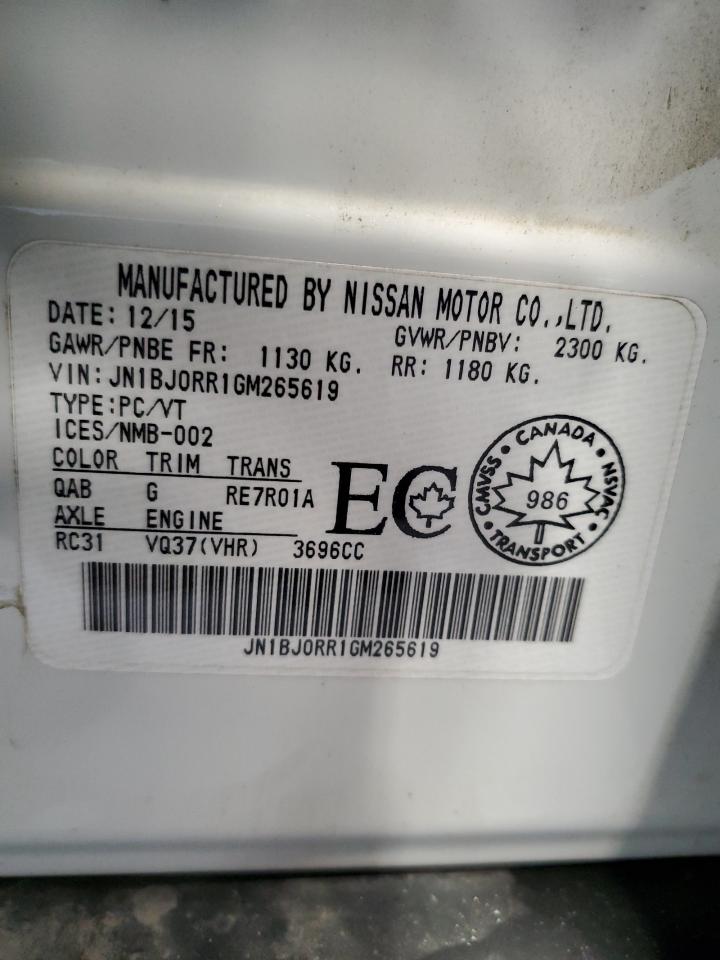 MANUFACTURED BY NISSAN MOTOR CO.,LTD.
DATE: 12/15 GVWR/PNBV: 2300 KG.
GAWR/PNBE FR: 1130 KG. RR: 1180 KG.
VIN: JN1BJ0RR1GM265619
TYPE:PC/VT
ICES/NMB-002
COLOR TRIM TRANS
QAB G RE7R01A
AXLE ENGINE
RC31 VQ37(VHR) 3696CC
EC
CANADA
CMVSS
NSVAC
986
TRANSPORT
JN1BJ0RR1GM265619